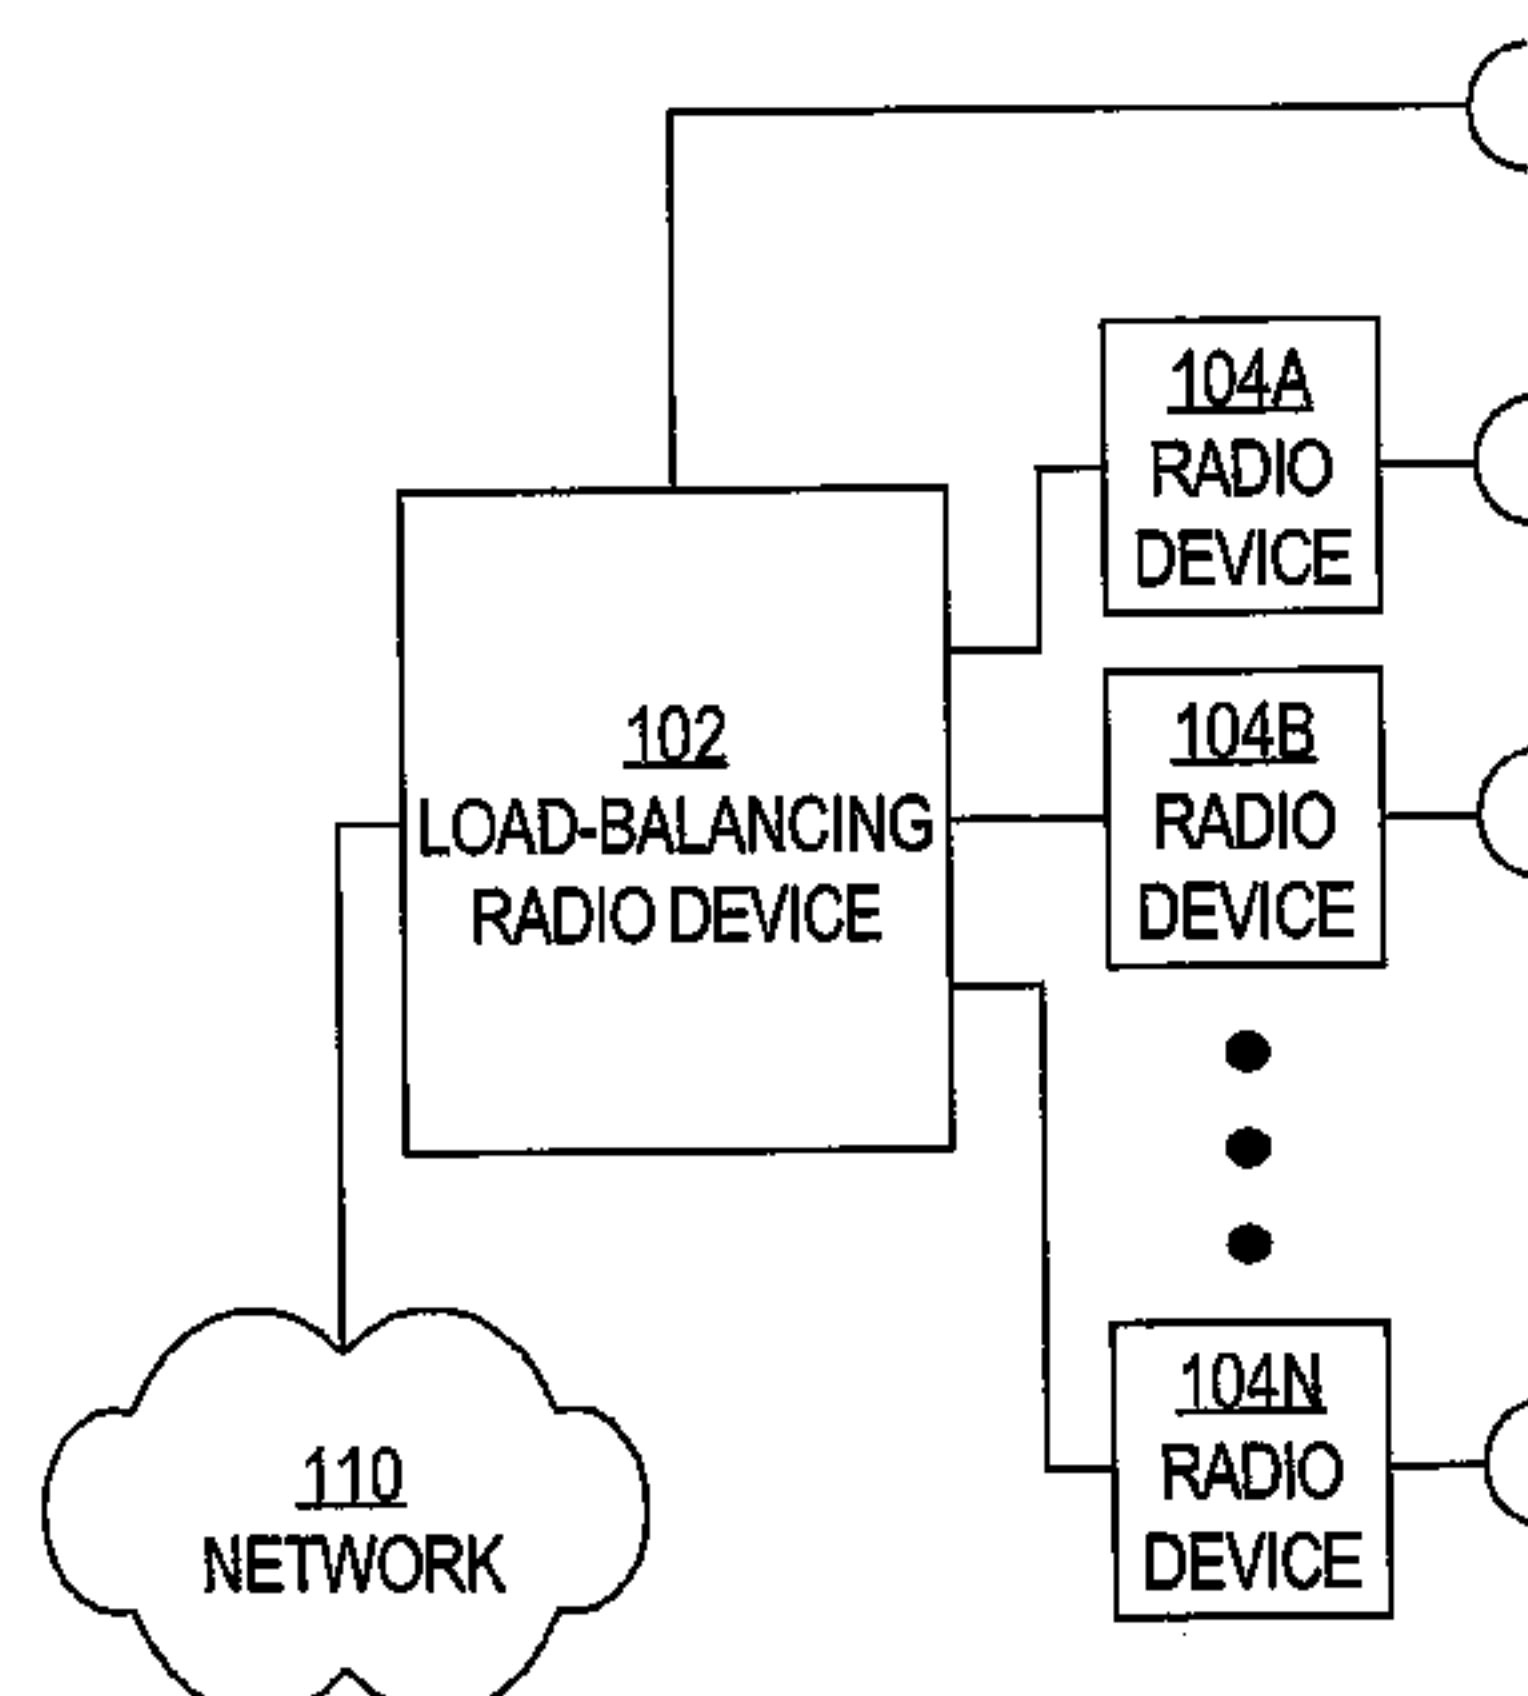 104A
RADIO
DEVICE
102
LOAD-BALANCING
RADIO DEVICE
104B
RADIO
DEVICE
104N
RADIO
DEVICE
110
NETWORK